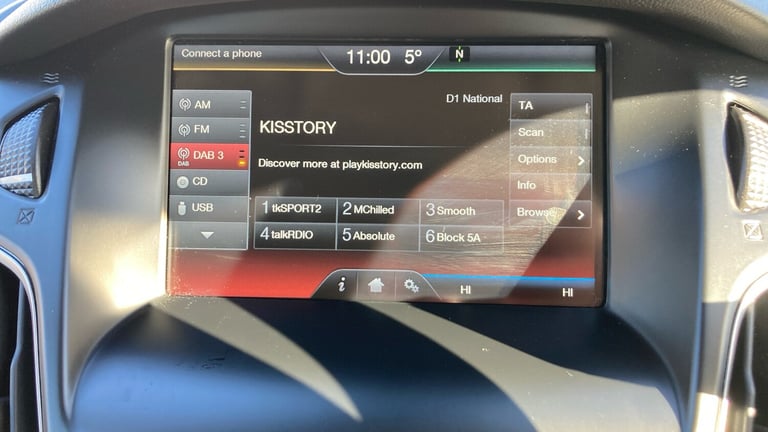 Connect a phone
11:00 5° N
D1 National
AM
FM
DAB 3
DAB
CD
USB
KISSTORY
Discover more at playkisstory.com
1 tkSPORT2 2 MChilled 3 Smooth
4 talkRDIO 5 Absolute 6 Block 5A
TA
Scan
Options
Info
Browse
i
HI HI